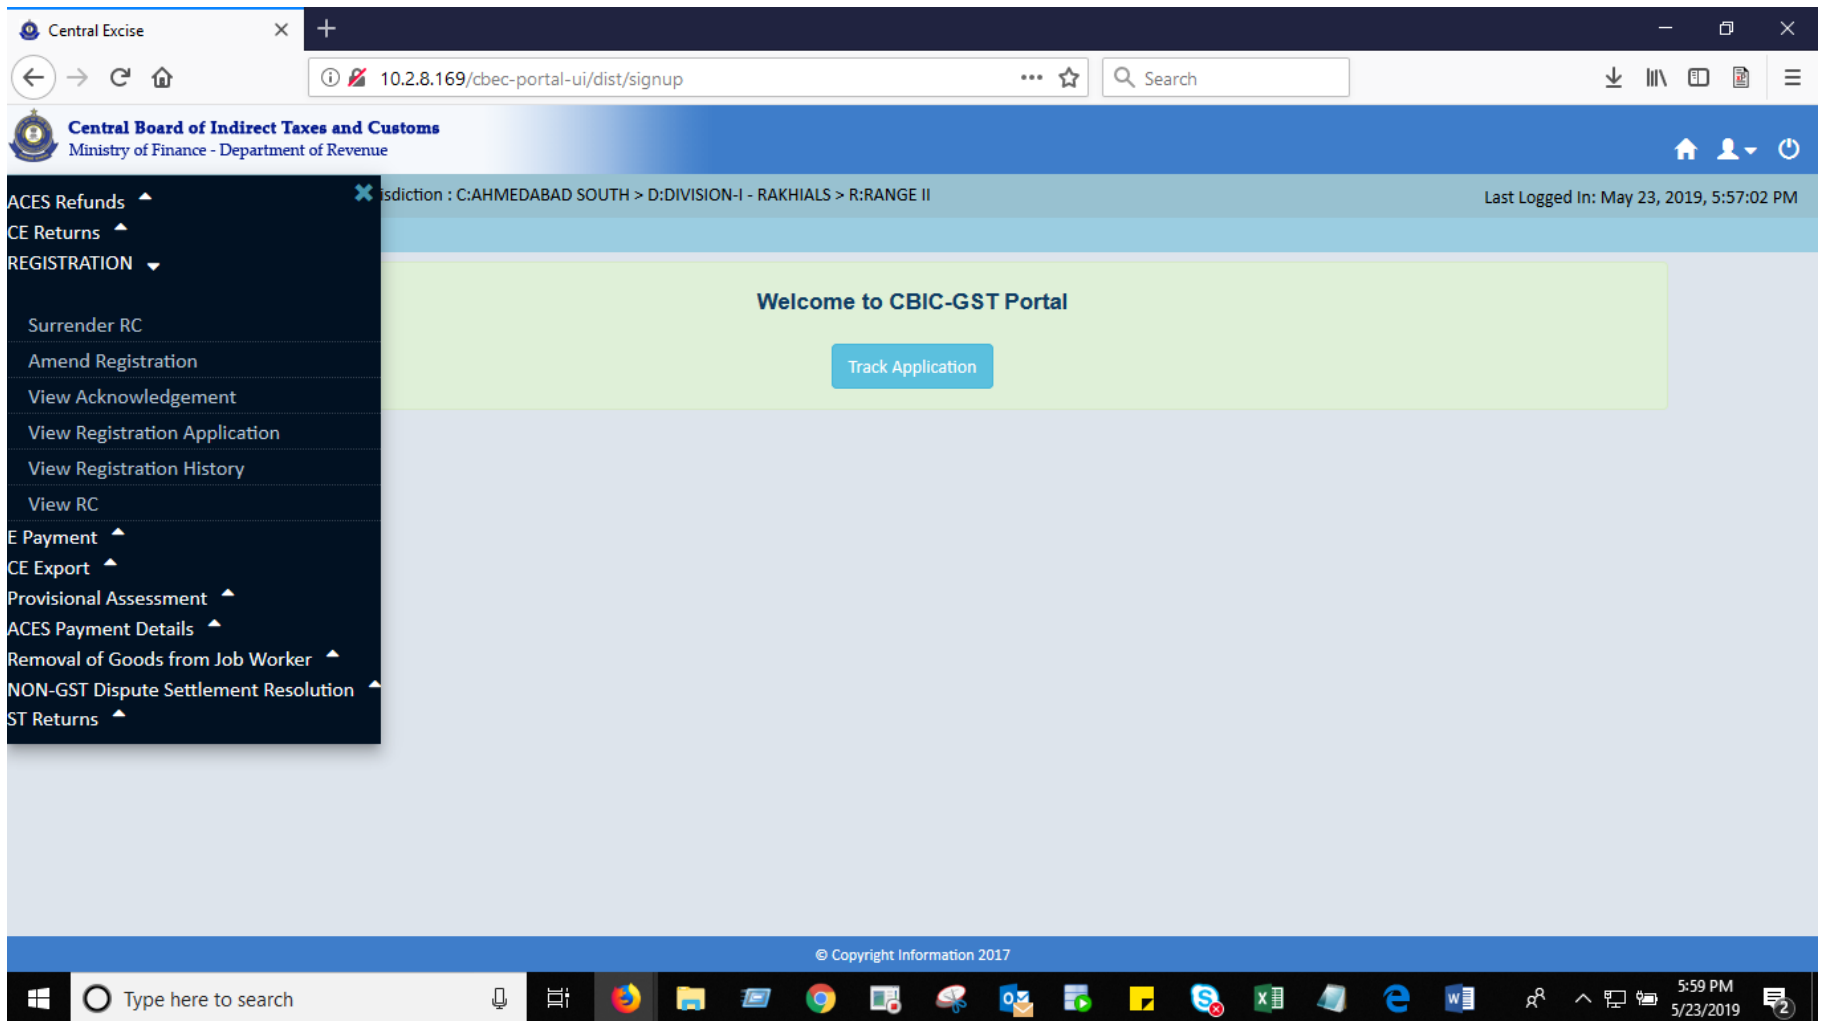 Central Excise
10.2.8.169/cbec-portal-ui/dist/signup
Search
Central Board of Indirect Taxes and Customs
Ministry of Finance - Department of Revenue
isdiction : C:AHMEDABAD SOUTH > D:DIVISION-I - RAKHIALS > R:RANGE II
Last Logged In: May 23, 2019, 5:57:02 PM
ACES Refunds
CE Returns
REGISTRATION
Surrender RC
Amend Registration
View Acknowledgement
View Registration Application
View Registration History
View RC
E Payment
CE Export
Provisional Assessment
ACES Payment Details
Removal of Goods from Job Worker
NON-GST Dispute Settlement Resolution
ST Returns
Welcome to CBIC-GST Portal
Track Application
© Copyright Information 2017
Type here to search
5:59 PM
5/23/2019
2